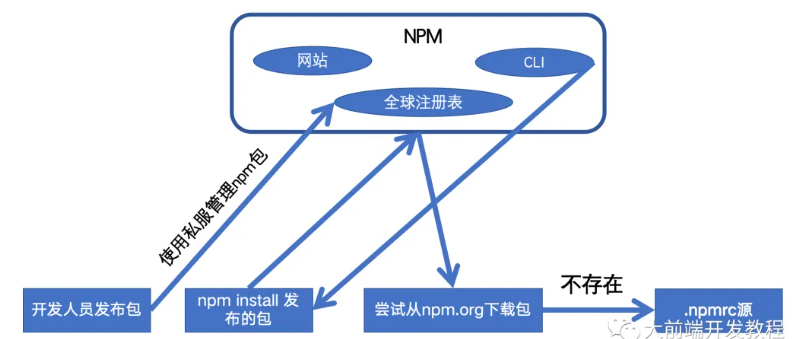 NPM
网站
CLI
全球注册表
使用私服管理npm包
开发人员发布包
npm install 发
布的包
尝试从npm.org下载包
不存在
.npmrc源
大前端开发教程